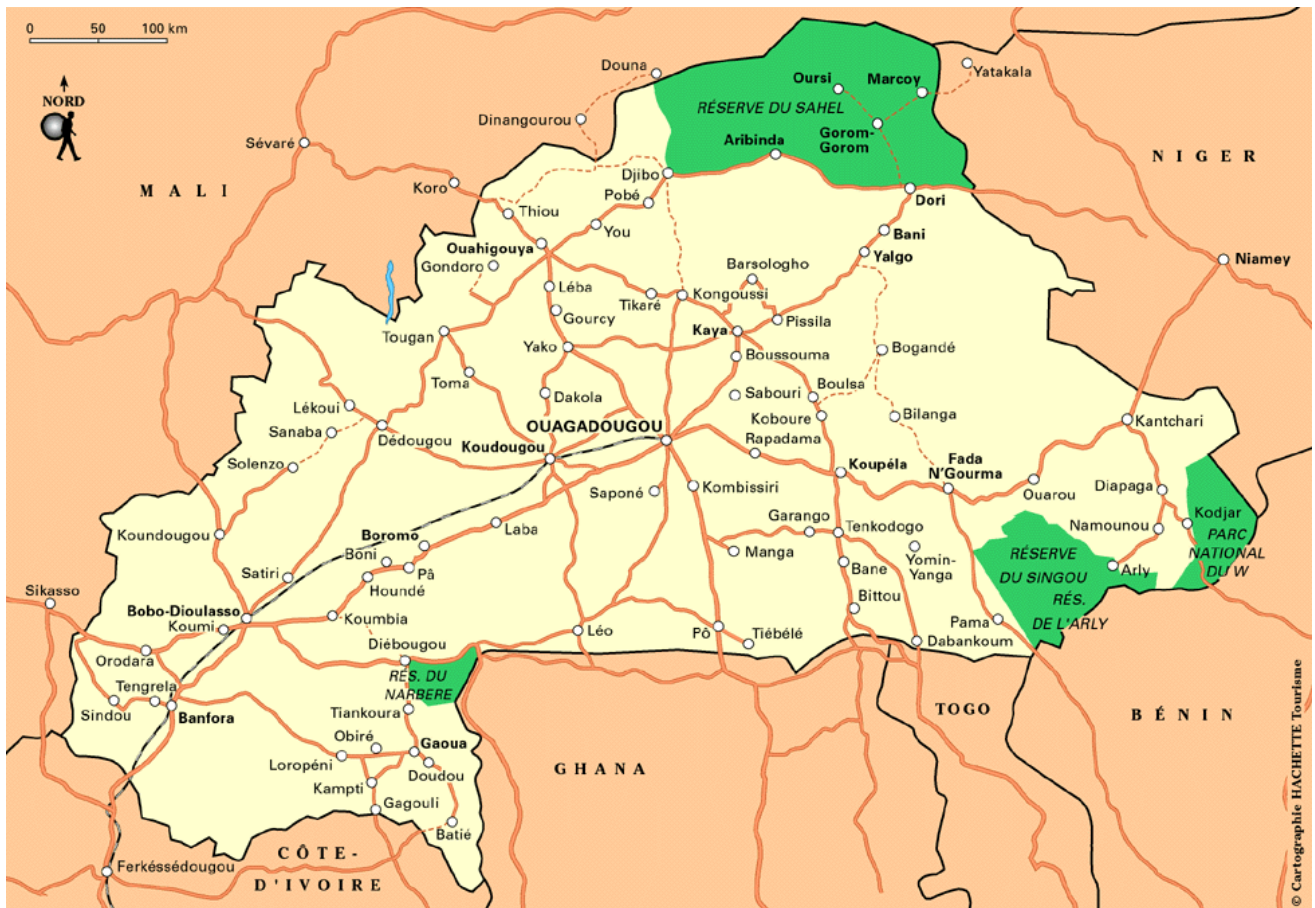 0 50 100 km
NORD
MALI
NIGER
BÉNIN
TOGO
GHANA
CÔTE-
D'IVOIRE
Douna
Dinangourou
Sévaré
Koro
Yatakala
Niamey
Oursi
Marcoy
RÉSERVE DU SAHEL
Gorom-
Gorom
Aribinda
Djibo
Pobé
Dori
Thiou
You
Bani
Yalgo
Ouahigouya
Gondoro
Léba
Tikaré
Kongoussi
Barsologho
Gourcy
Pissila
Kaya
Tougan
Yako
Boussouma
Bogandé
Toma
Dakola
Sabouri
Boulsa
Lékoui
Koboure
Bilanga
Sanaba
Dédougou
OUAGADOUGOU
Rapadama
Kantchari
Solenzo
Koudougou
Koupéla
Fada
N'Gourma
Ouarou
Diapaga
Saponé
Kombissiri
Kodjar
PARC
NATIONAL
DU W
Namounou
Laba
Garango
Tenkodogo
Koundougou
Boromo
Boni
Manga
Yomin-
Yanga
RÉSERVE
DU SINGOU
RÉS.
DE L'ARLY
Arly
Satiri
Pâ
Houndé
Bane
Sikasso
Bittou
Bobo-Dioulasso
Koumi
Koumbia
Pama
Léo
Pô
Tiébélé
Dabankoum
Diébougou
Orodara
RÉS. DU
NARBERE
Tengrela
Sindou
Banfora
Tiankoura
Obiré
Gaoua
Loropéni
Doudou
Kampti
Gagouli
Batié
Ferkéssédougou
© Cartographie HACHETTE Tourisme